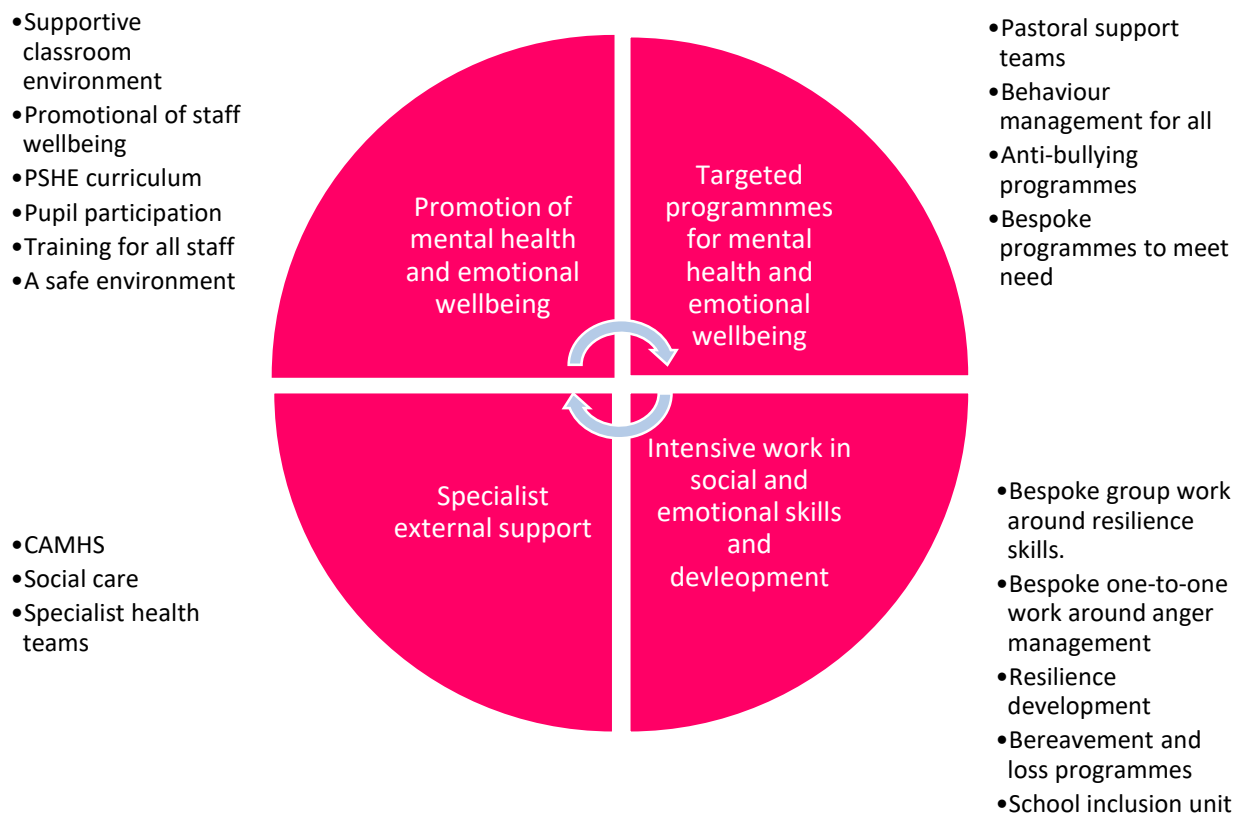 •Supportive
classroom
environment
•Promotional of staff
wellbeing
•PSHE curriculum
•Pupil participation
•Training for all staff
•A safe environment
Promotion of
mental health
and emotional
wellbeing
Targeted
programnmes
for mental
health and
emotional
wellbeing
•Pastoral support
teams
•Behaviour
management for all
•Anti-bullying
programmes
•Bespoke
programmes to meet
need
•CAMHS
•Social care
•Specialist health
teams
Specialist
external support
Intensive work in
social and
emotional skills
and
devleopment
•Bespoke group work
around resilience
skills.
•Bespoke one-to-one
work around anger
management
•Resilience
development
•Bereavement and
loss programmes
•School inclusion unit